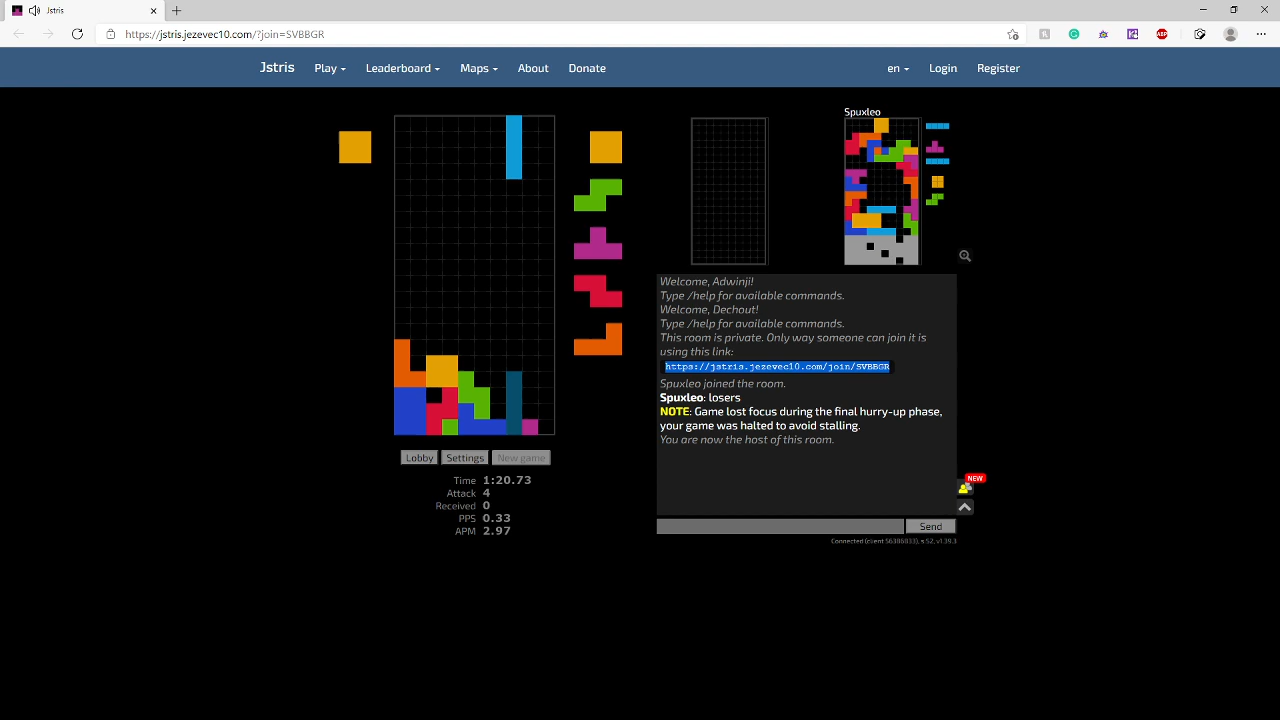 Jstris
https://jstris.jezevec10.com/?join=SVBBGR
ABP
Jstris Play Leaderboard Maps About Donate en Login Register
Spuxleo
Welcome, Adwinji!
Type /help for available commands.
Welcome, Dechout!
Type /help for available commands.
This room is private. Only way someone can join it is
using this link:
https://jstris.jezevec10.com/join/SVBBGR
Spuxleo joined the room.
Spuxleo: losers
NOTE: Game lost focus during the final hurry-up phase,
your game was halted to avoid stalling.
You are now the host of this room.
Lobby Settings New game
NEW
Time 1:20.73
Attack 4
Received 0
PPS 0.33
APM 2.97
Send